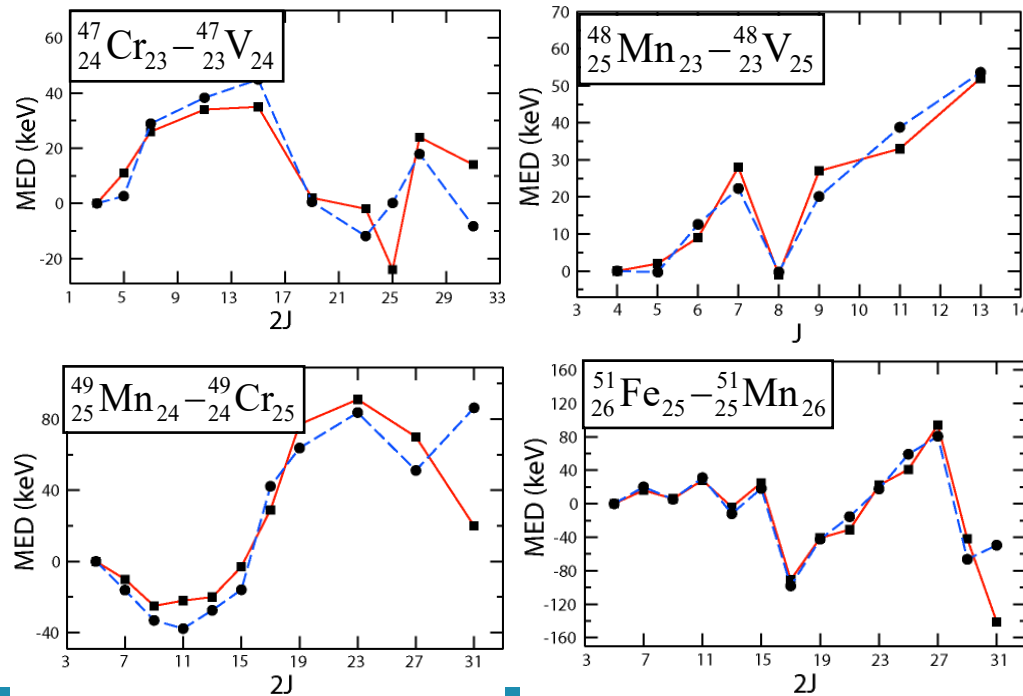 ⁴⁷₂₄Cr₂₃−⁴⁷₂₃V₂₄
MED (keV)
60
40
20
0
-20
1 5 9 13 17 21 25 29 33
2J
⁴⁸₂₅Mn₂₃−⁴⁸₂₃V₂₅
MED (keV)
70
60
50
40
30
20
10
0
3 4 5 6 7 8 9 10 11 12 13 14
J
⁴⁹₂₅Mn₂₄−⁴⁹₂₄Cr₂₅
MED (keV)
80
40
0
-40
3 7 11 15 19 23 27 31
2J
⁵¹₂₆Fe₂₅−⁵¹₂₅Mn₂₆
MED (keV)
160
120
80
40
0
-40
-80
-120
-160
3 7 11 15 19 23 27 31
2J